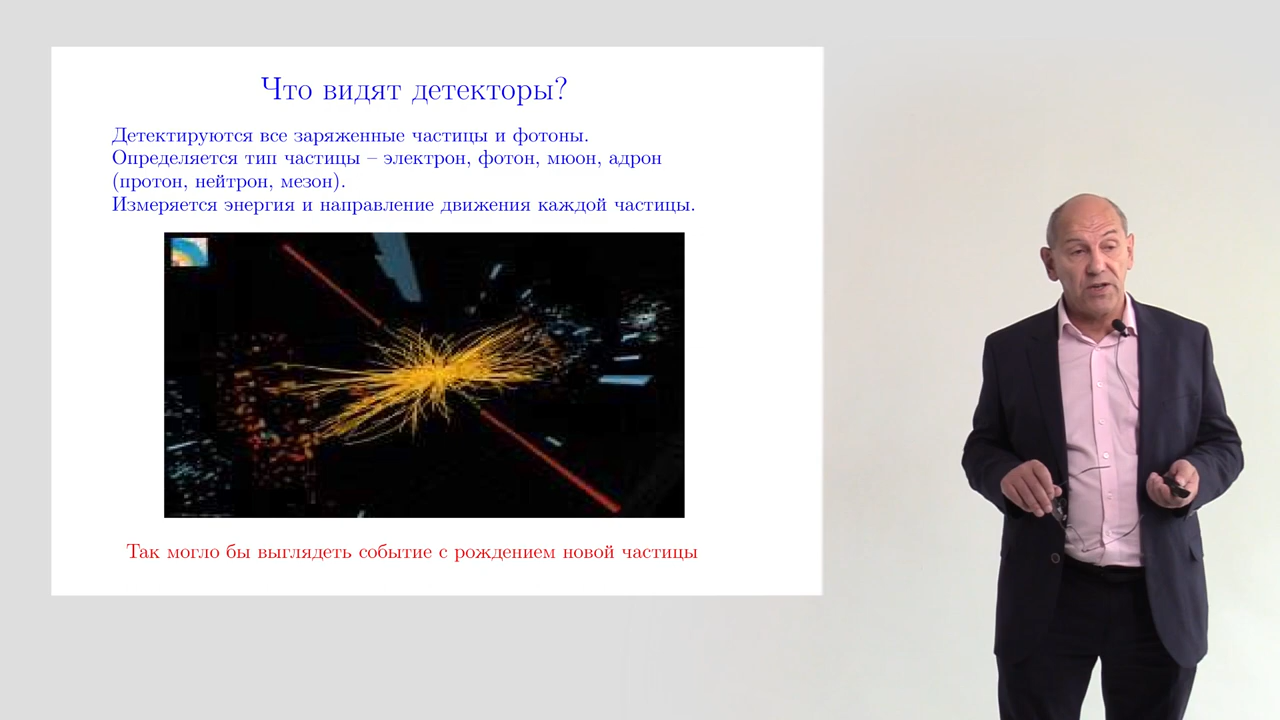 Что видят детекторы?
Детектируются все заряженные частицы и фотоны.
Определяется тип частицы – электрон, фотон, мюон, адрон
(протон, нейтрон, мезон).
Измеряется энергия и направление движения каждой частицы.
Так могло бы выглядеть событие с рождением новой частицы